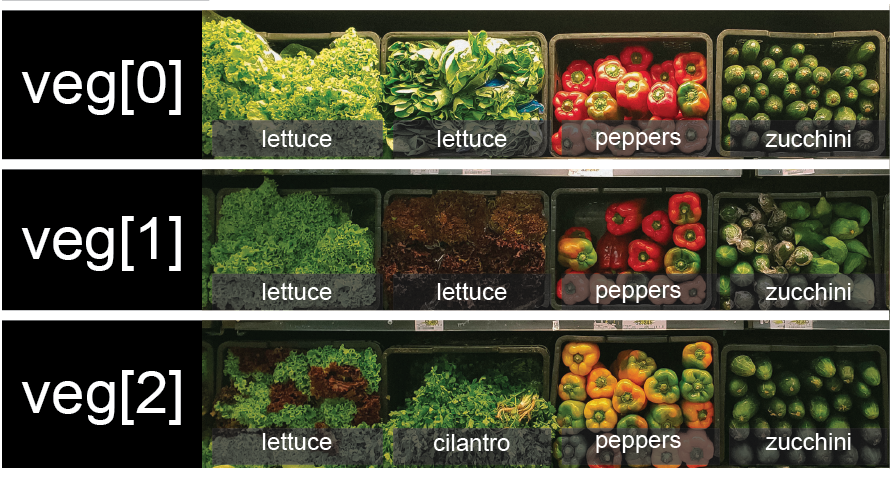 veg[0]
lettuce
lettuce
peppers
zucchini
veg[1]
lettuce
lettuce
peppers
zucchini
veg[2]
lettuce
cilantro
peppers
zucchini